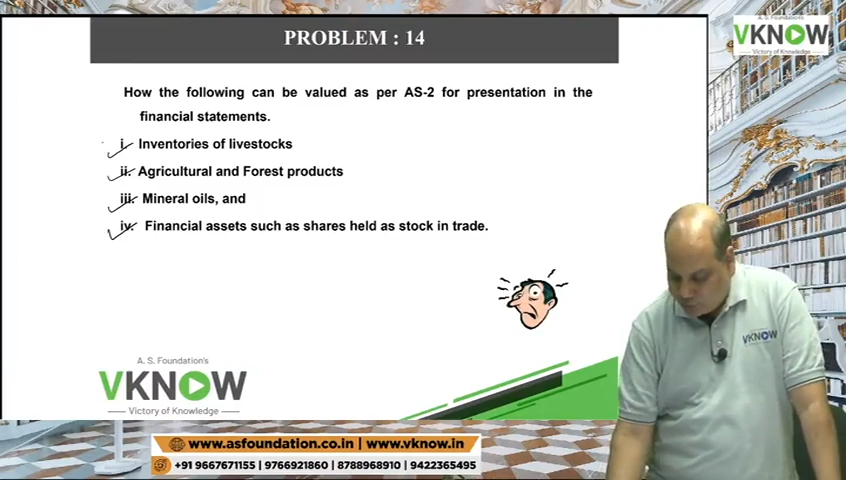 PROBLEM : 14
A. S. Foundation's
VKNOW
Victory of Knowledge
How the following can be valued as per AS-2 for presentation in the
financial statements.
i. Inventories of livestocks
ii. Agricultural and Forest products
iii. Mineral oils, and
iv. Financial assets such as shares held as stock in trade.
VKNOW
A. S. Foundation's
VKNOW
Victory of Knowledge
www.asfoundation.co.in | www.vknow.in
+91 9667671155 | 9766921860 | 8788968910 | 9422365495